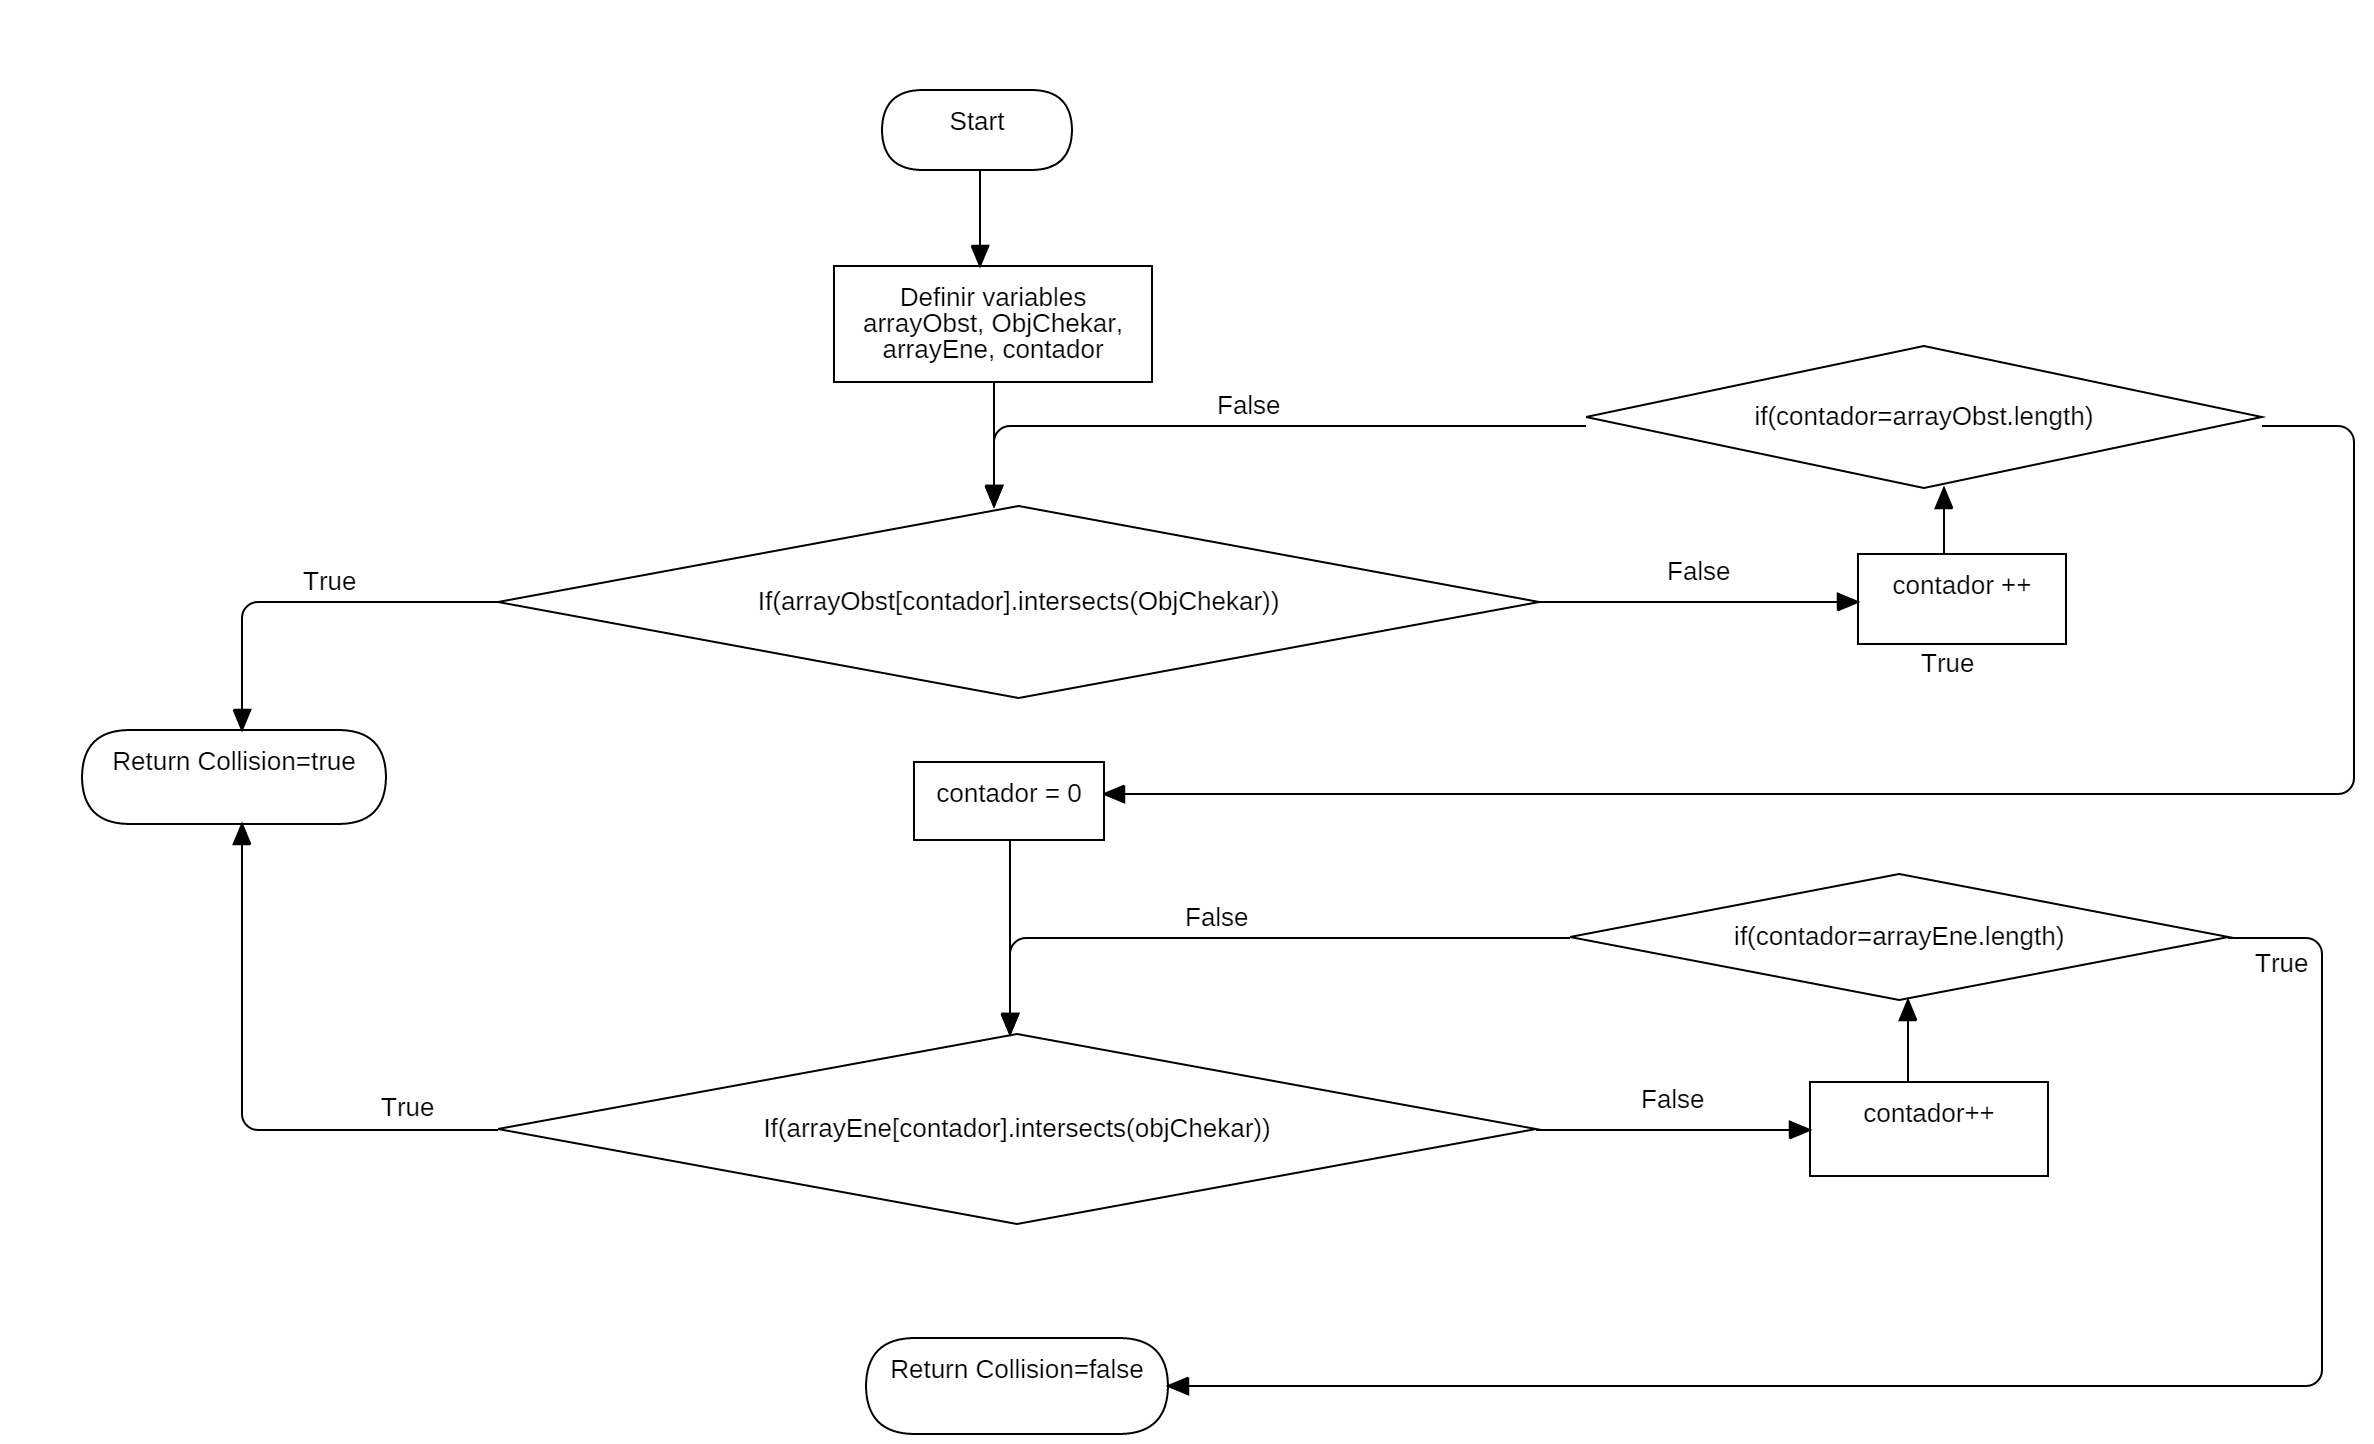 Start
Definir variables
arrayObst, ObjChekar,
arrayEne, contador
False
if(contador=arrayObst.length)
True
If(arrayObst[contador].intersects(ObjChekar))
False
contador ++
True
Return Collision=true
contador = 0
False
if(contador=arrayEne.length)
True
True
If(arrayEne[contador].intersects(objChekar))
False
contador++
Return Collision=false